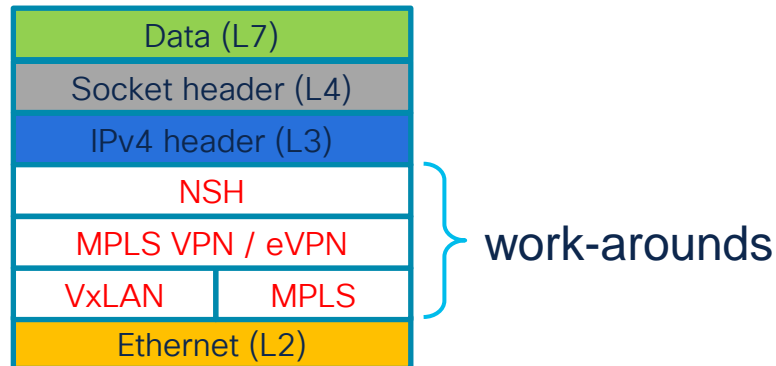 Data (L7)
Socket header (L4)
IPv4 header (L3)
NSH
MPLS VPN / eVPN
work-arounds
VxLAN
MPLS
Ethernet (L2)